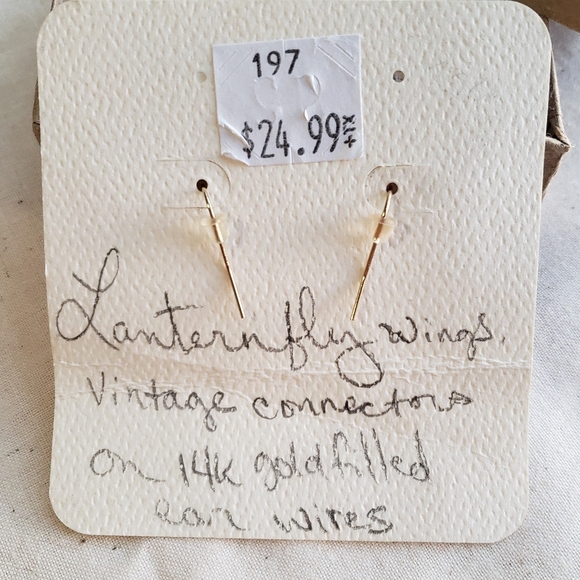 197
$24.99
Lanternfly wings.
Vintage connectors
on 14k goldfilled
ear wires